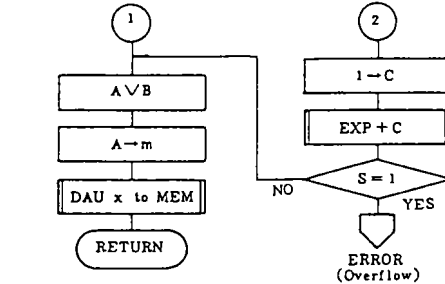 1
A∨B
A→m
DAU x to MEM
RETURN
2
1→C
EXP + C
S = 1
NO
YES
ERROR
(Overflow)